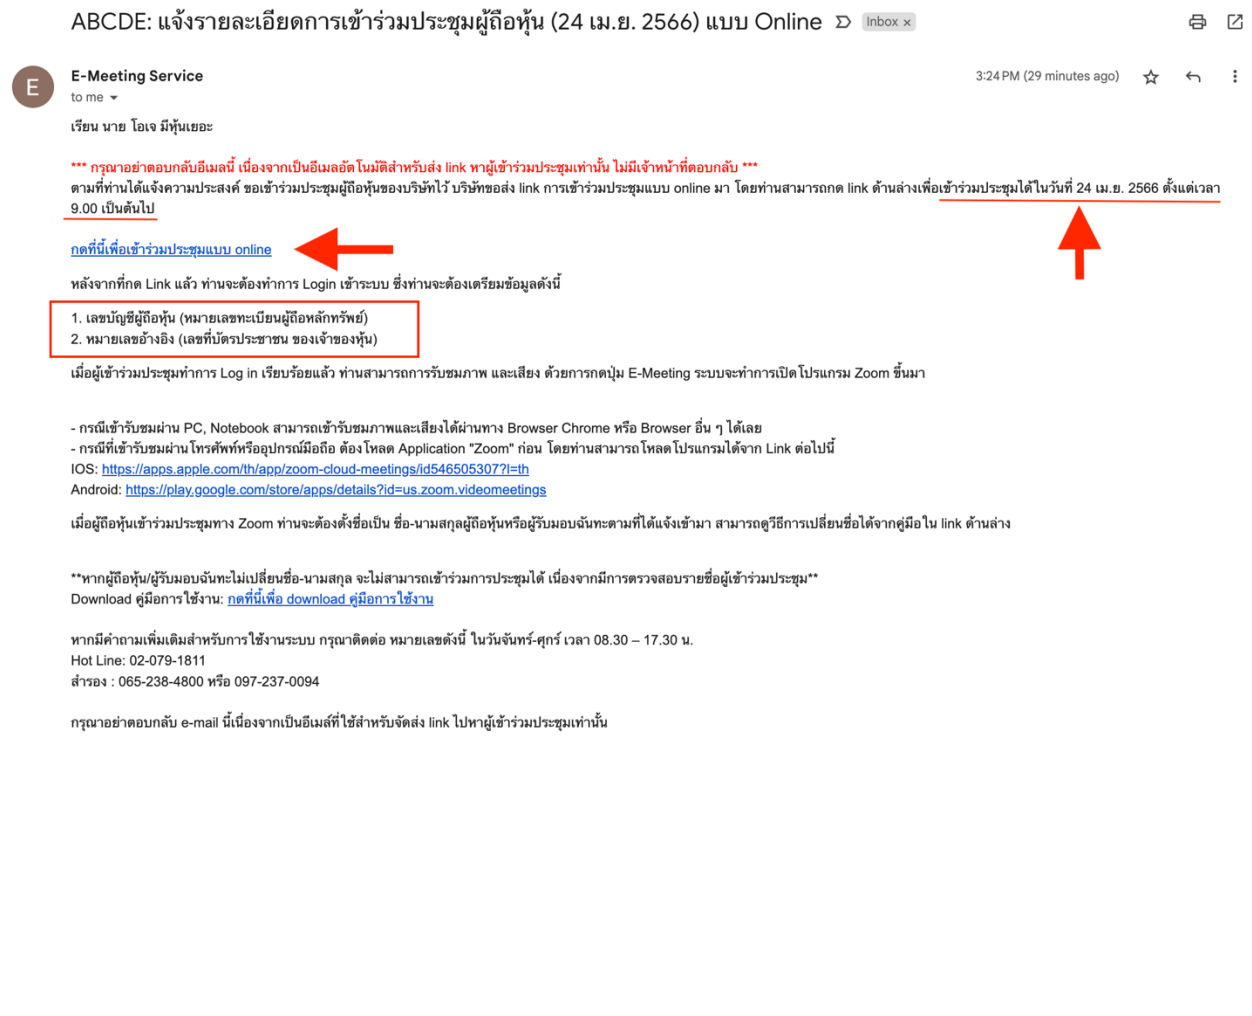 ABCDE: แจ้งรายละเอียดการเข้าร่วมประชุมผู้ถือหุ้น (24 เม.ย. 2566) แบบ Online Inbox ×
E
E-Meeting Service
3:24 PM (29 minutes ago)
to me
เรียน นาย โอเจ มีหุ้นเยอะ
*** กรุณาอย่าตอบกลับอีเมลนี้ เนื่องจากเป็นอีเมลอัตโนมัติสำหรับส่ง link หาผู้เข้าร่วมประชุมเท่านั้น ไม่มีเจ้าหน้าที่ตอบกลับ ***
ตามที่ท่านได้แจ้งความประสงค์ ขอเข้าร่วมประชุมผู้ถือหุ้นของบริษัทไว้ บริษัทขอส่ง link การเข้าร่วมประชุมแบบ online มา โดยท่านสามารถกด link ด้านล่างเพื่อเข้าร่วมประชุมได้ในวันที่ 24 เม.ย. 2566 ตั้งแต่เวลา
9.00 เป็นต้นไป
กดที่นี้เพื่อเข้าร่วมประชุมแบบ online
หลังจากที่กด Link แล้ว ท่านจะต้องทำการ Login เข้าระบบ ซึ่งท่านจะต้องเตรียมข้อมูลดังนี้
1. เลขบัญชีผู้ถือหุ้น (หมายเลขทะเบียนผู้ถือหลักทรัพย์)
2. หมายเลขอ้างอิง (เลขที่บัตรประชาชน ของเจ้าของหุ้น)
เมื่อผู้เข้าร่วมประชุมทำการ Log in เรียบร้อยแล้ว ท่านสามารถการรับชมภาพ และเสียง ด้วยการกดปุ่ม E-Meeting ระบบจะทำการเปิดโปรแกรม Zoom ขึ้นมา
- กรณีเข้ารับชมผ่าน PC, Notebook สามารถเข้ารับชมภาพและเสียงได้ผ่านทาง Browser Chrome หรือ Browser อื่น ๆ ได้เลย
- กรณีที่เข้ารับชมผ่านโทรศัพท์หรืออุปกรณ์มือถือ ต้องโหลด Application "Zoom" ก่อน โดยท่านสามารถโหลดโปรแกรมได้จาก Link ต่อไปนี้
IOS: https://apps.apple.com/th/app/zoom-cloud-meetings/id546505307?l=th
Android: https://play.google.com/store/apps/details?id=us.zoom.videomeetings
เมื่อผู้ถือหุ้นเข้าร่วมประชุมทาง Zoom ท่านจะต้องตั้งชื่อเป็น ชื่อ-นามสกุลผู้ถือหุ้นหรือผู้รับมอบฉันทะตามที่ได้แจ้งเข้ามา สามารถดูวิธีการเปลี่ยนชื่อได้จากคู่มือใน link ด้านล่าง
**หากผู้ถือหุ้น/ผู้รับมอบฉันทะไม่เปลี่ยนชื่อ-นามสกุล จะไม่สามารถเข้าร่วมการประชุมได้ เนื่องจากมีการตรวจสอบรายชื่อผู้เข้าร่วมประชุม**
Download คู่มือการใช้งาน: กดที่นี้เพื่อ download คู่มือการใช้งาน
หากมีคำถามเพิ่มเติมสำหรับการใช้งานระบบ กรุณาติดต่อ หมายเลขดังนี้ ในวันจันทร์-ศุกร์ เวลา 08.30 – 17.30 น.
Hot Line: 02-079-1811
สำรอง : 065-238-4800 หรือ 097-237-0094
กรุณาอย่าตอบกลับ e-mail นี้เนื่องจากเป็นอีเมล์ที่ใช้สำหรับจัดส่ง link ไปหาผู้เข้าร่วมประชุมเท่านั้น